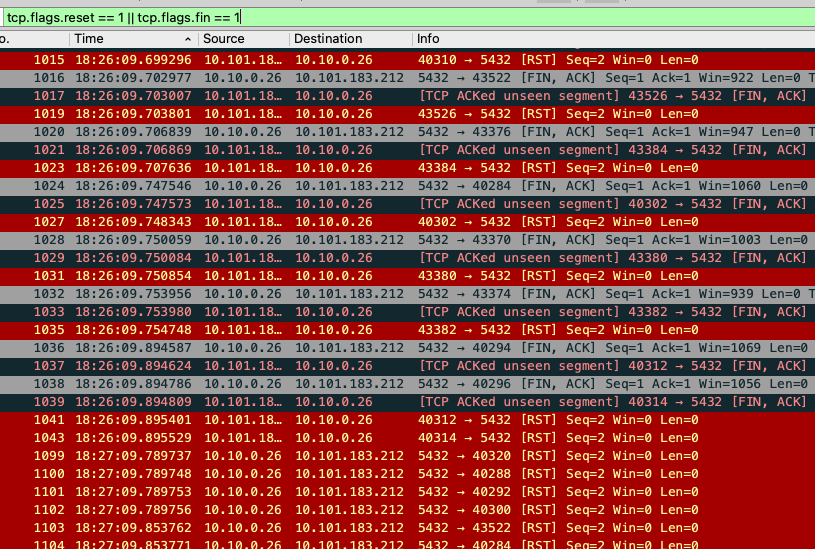 tcp.flags.reset == 1 || tcp.flags.fin == 1
o. Time Source Destination Info
1015 18:26:09.699296 10.101.18… 10.10.0.26 40310 → 5432 [RST] Seq=2 Win=0 Len=0
1016 18:26:09.702977 10.10.0.26 10.101.183.212 5432 → 43522 [FIN, ACK] Seq=1 Ack=1 Win=922 Len=0 T
1017 18:26:09.703007 10.101.18… 10.10.0.26 [TCP ACKed unseen segment] 43526 → 5432 [FIN, ACK]
1019 18:26:09.703801 10.101.18… 10.10.0.26 43526 → 5432 [RST] Seq=2 Win=0 Len=0
1020 18:26:09.706839 10.10.0.26 10.101.183.212 5432 → 43376 [FIN, ACK] Seq=1 Ack=1 Win=947 Len=0 T
1021 18:26:09.706869 10.101.18… 10.10.0.26 [TCP ACKed unseen segment] 43384 → 5432 [FIN, ACK]
1023 18:26:09.707636 10.101.18… 10.10.0.26 43384 → 5432 [RST] Seq=2 Win=0 Len=0
1024 18:26:09.747546 10.10.0.26 10.101.183.212 5432 → 40284 [FIN, ACK] Seq=1 Ack=1 Win=1060 Len=0
1025 18:26:09.747573 10.101.18… 10.10.0.26 [TCP ACKed unseen segment] 40302 → 5432 [FIN, ACK]
1027 18:26:09.748343 10.101.18… 10.10.0.26 40302 → 5432 [RST] Seq=2 Win=0 Len=0
1028 18:26:09.750059 10.10.0.26 10.101.183.212 5432 → 43370 [FIN, ACK] Seq=1 Ack=1 Win=1003 Len=0
1029 18:26:09.750084 10.101.18… 10.10.0.26 [TCP ACKed unseen segment] 43380 → 5432 [FIN, ACK]
1031 18:26:09.750854 10.101.18… 10.10.0.26 43380 → 5432 [RST] Seq=2 Win=0 Len=0
1032 18:26:09.753956 10.10.0.26 10.101.183.212 5432 → 43374 [FIN, ACK] Seq=1 Ack=1 Win=939 Len=0 T
1033 18:26:09.753980 10.101.18… 10.10.0.26 [TCP ACKed unseen segment] 43382 → 5432 [FIN, ACK]
1035 18:26:09.754748 10.101.18… 10.10.0.26 43382 → 5432 [RST] Seq=2 Win=0 Len=0
1036 18:26:09.894587 10.10.0.26 10.101.183.212 5432 → 40294 [FIN, ACK] Seq=1 Ack=1 Win=1069 Len=0
1037 18:26:09.894624 10.101.18… 10.10.0.26 [TCP ACKed unseen segment] 40312 → 5432 [FIN, ACK]
1038 18:26:09.894786 10.10.0.26 10.101.183.212 5432 → 40296 [FIN, ACK] Seq=1 Ack=1 Win=1056 Len=0
1039 18:26:09.894809 10.101.18… 10.10.0.26 [TCP ACKed unseen segment] 40314 → 5432 [FIN, ACK]
1041 18:26:09.895401 10.101.18… 10.10.0.26 40312 → 5432 [RST] Seq=2 Win=0 Len=0
1043 18:26:09.895529 10.101.18… 10.10.0.26 40314 → 5432 [RST] Seq=2 Win=0 Len=0
1099 18:27:09.789737 10.10.0.26 10.101.183.212 5432 → 40320 [RST] Seq=2 Win=0 Len=0
1100 18:27:09.789748 10.10.0.26 10.101.183.212 5432 → 40288 [RST] Seq=2 Win=0 Len=0
1101 18:27:09.789753 10.10.0.26 10.101.183.212 5432 → 40292 [RST] Seq=2 Win=0 Len=0
1102 18:27:09.789756 10.10.0.26 10.101.183.212 5432 → 40300 [RST] Seq=2 Win=0 Len=0
1103 18:27:09.853762 10.10.0.26 10.101.183.212 5432 → 43522 [RST] Seq=2 Win=0 Len=0
1104 18:27:09.853771 10.10.0.26 10.101.183.212 5432 → 40284 [RST] Seq=2 Win=0 Len=0